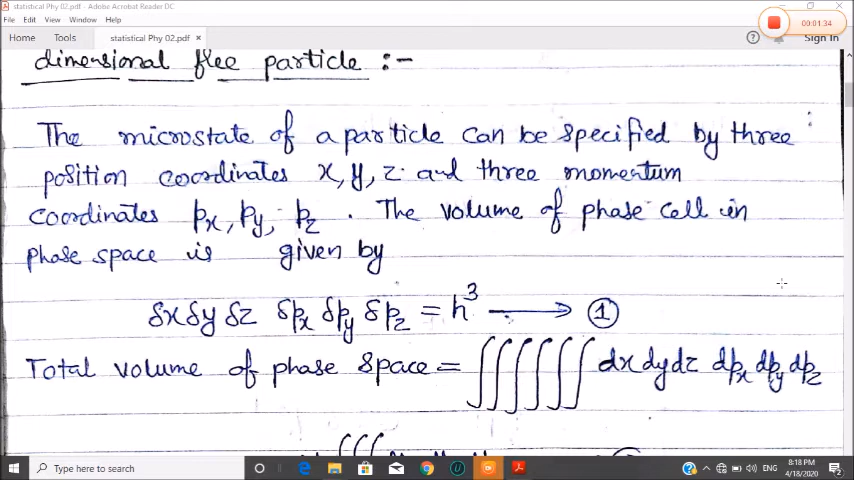 statistical Phy 02.pdf - Adobe Acrobat Reader DC
File Edit View Window Help
00:01:34
Home Tools statistical Phy 02.pdf × Sign In
dimensional free particle :-
The microstate of a particle can be specified by three
position coordinates x, y, z and three momentum
coordinates px, py, pz . The volume of phase cell in
phase space is given by
δx δy δz δpx δpy δpz = h³ ⟶ ①
Total volume of phase space = ∫∫∫∫∫∫ dx dy dz dpx dpy dpz
Type here to search
ENG
8:18 PM
4/18/2020